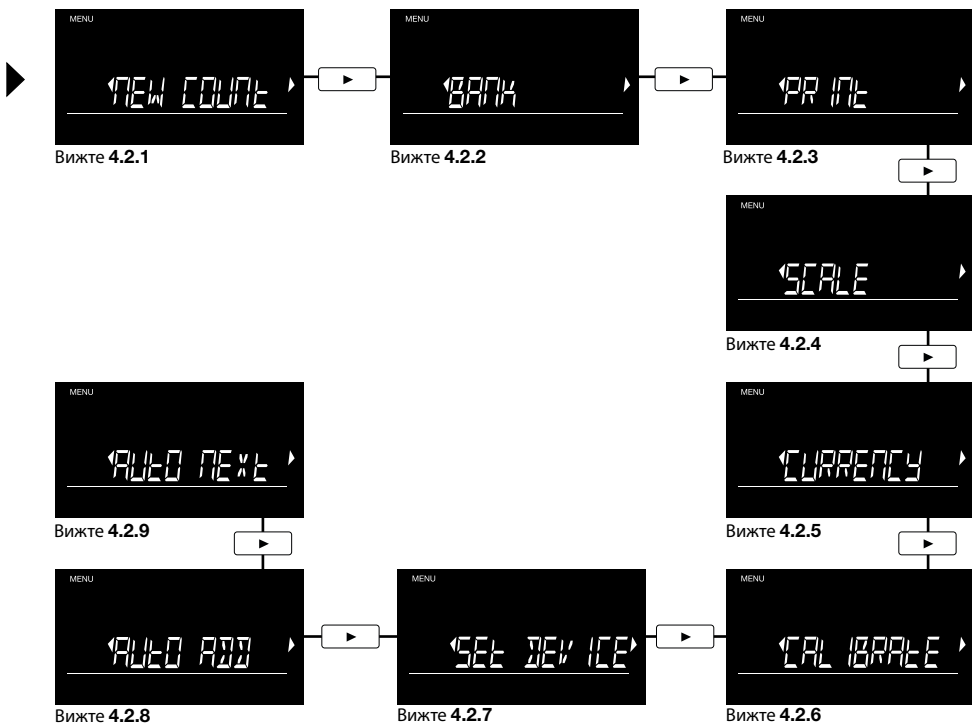 MENU
NEW COUNT
Вижте 4.2.1
MENU
BANK
Вижте 4.2.2
MENU
PRINT
Вижте 4.2.3
MENU
SCALE
Вижте 4.2.4
MENU
CURRENCY
Вижте 4.2.5
MENU
CALIBRATE
Вижте 4.2.6
MENU
SET DEVICE
Вижте 4.2.7
MENU
AUTO ADD
Вижте 4.2.8
MENU
AUTO NEXT
Вижте 4.2.9